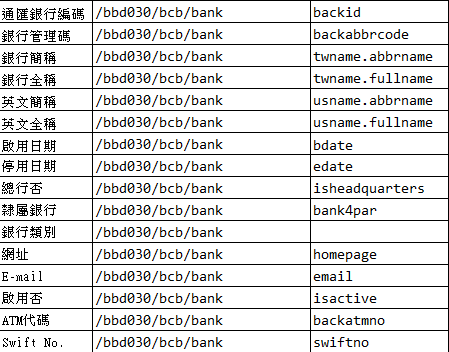 通匯銀行編碼 /bbd030/bcb/bank backid
銀行管理碼 /bbd030/bcb/bank backabbrcode
銀行簡稱 /bbd030/bcb/bank twname.abbrname
銀行全稱 /bbd030/bcb/bank twname.fullname
英文簡稱 /bbd030/bcb/bank usname.abbrname
英文全稱 /bbd030/bcb/bank usname.fullname
啟用日期 /bbd030/bcb/bank bdate
停用日期 /bbd030/bcb/bank edate
總行否 /bbd030/bcb/bank isheadquarters
隸屬銀行 /bbd030/bcb/bank bank4par
銀行類別 /bbd030/bcb/bank
網址 /bbd030/bcb/bank homepage
E-mail /bbd030/bcb/bank email
啟用否 /bbd030/bcb/bank isactive
ATM代碼 /bbd030/bcb/bank backatmno
Swift No. /bbd030/bcb/bank swiftno